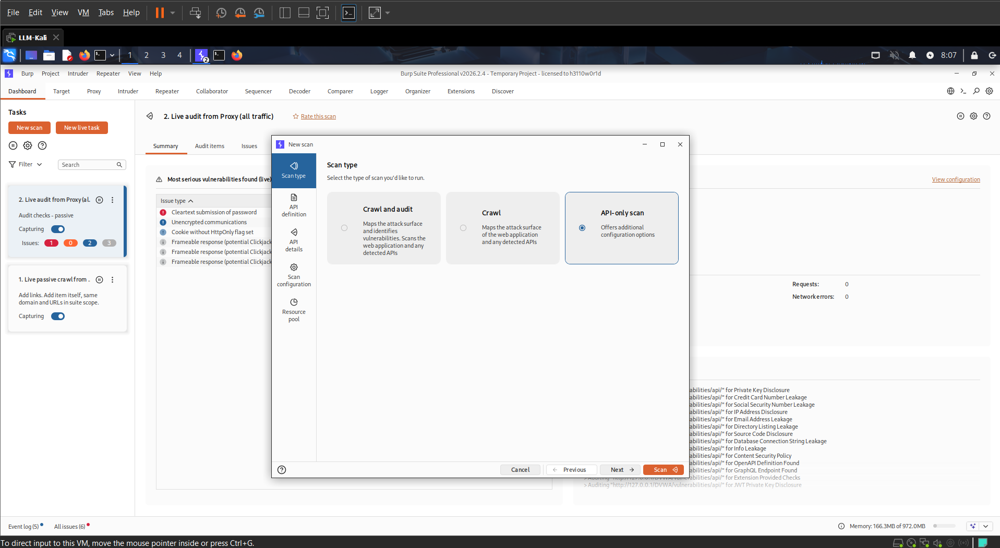 File Edit View VM Tabs Help
LLM-Kali
1 2 3 4 2 8:07
Burp Project Intruder Repeater View Help
Burp Suite Professional v2026.2.4 - Temporary Project - licensed to h3110w0r1d
Dashboard Target Proxy Intruder Repeater Collaborator Sequencer Decoder Comparer Logger Organizer Extensions Discover
Tasks
New scan New live task
Filter Search
2. Live audit from Proxy (al.
Audit checks - passive
Capturing
Issues: 1 0 2 3
1. Live passive crawl from .
Add links. Add item itself, same
domain and URLs in suite scope.
Capturing
2. Live audit from Proxy (all traffic) Rate this scan
Summary Audit items Issues
Most serious vulnerabilities found (live)
Issue type
Cleartext submission of password
Unencrypted communications
Cookie without HttpOnly flag set
Frameable response (potential Clickjack
Frameable response (potential Clickjack
Frameable response (potential Clickjack
New scan
Scan type
API
definition
API
details
Scan
configuration
Resource
pool
Scan type
Select the type of scan you'd like to run.
Crawl and audit
Maps the attack surface
and identifies
vulnerabilities. Scans the
web application and any
detected APIs
Crawl
Maps the attack surface
of the web application
and any detected APIs
API-only scan
Offers additional
configuration options
Cancel Previous Next Scan
View configuration
Requests: 0
Network errors: 0
abilities/api/" for Private Key Disclosure
abilities/api/" for Credit Card Number Leakage
abilities/api/" for Social Security Number Leakage
abilities/api/" for IP Address Disclosure
abilities/api/" for Email Address Leakage
abilities/api/" for Directory Listing Leakage
abilities/api/" for Source Code Disclosure
abilities/api/" for Database Connection String Leakage
abilities/api/" for Info Leakage
abilities/api/" for Content Security Policy
abilities/api/" for OpenAPI Definition Found
abilities/api/" for GraphQL Endpoint Found
> Auditing "http://127.0.0.1/DVWA/vulnerabilities/api/" for Extension Provided Checks
> Auditing "http://127.0.0.1/DVWA/vulnerabilities/api/" for JWT Private Key Disclosure
Event log (5) All issues (6)
Memory: 166.3MB of 972.0MB
To direct input to this VM, move the mouse pointer inside or press Ctrl+G.